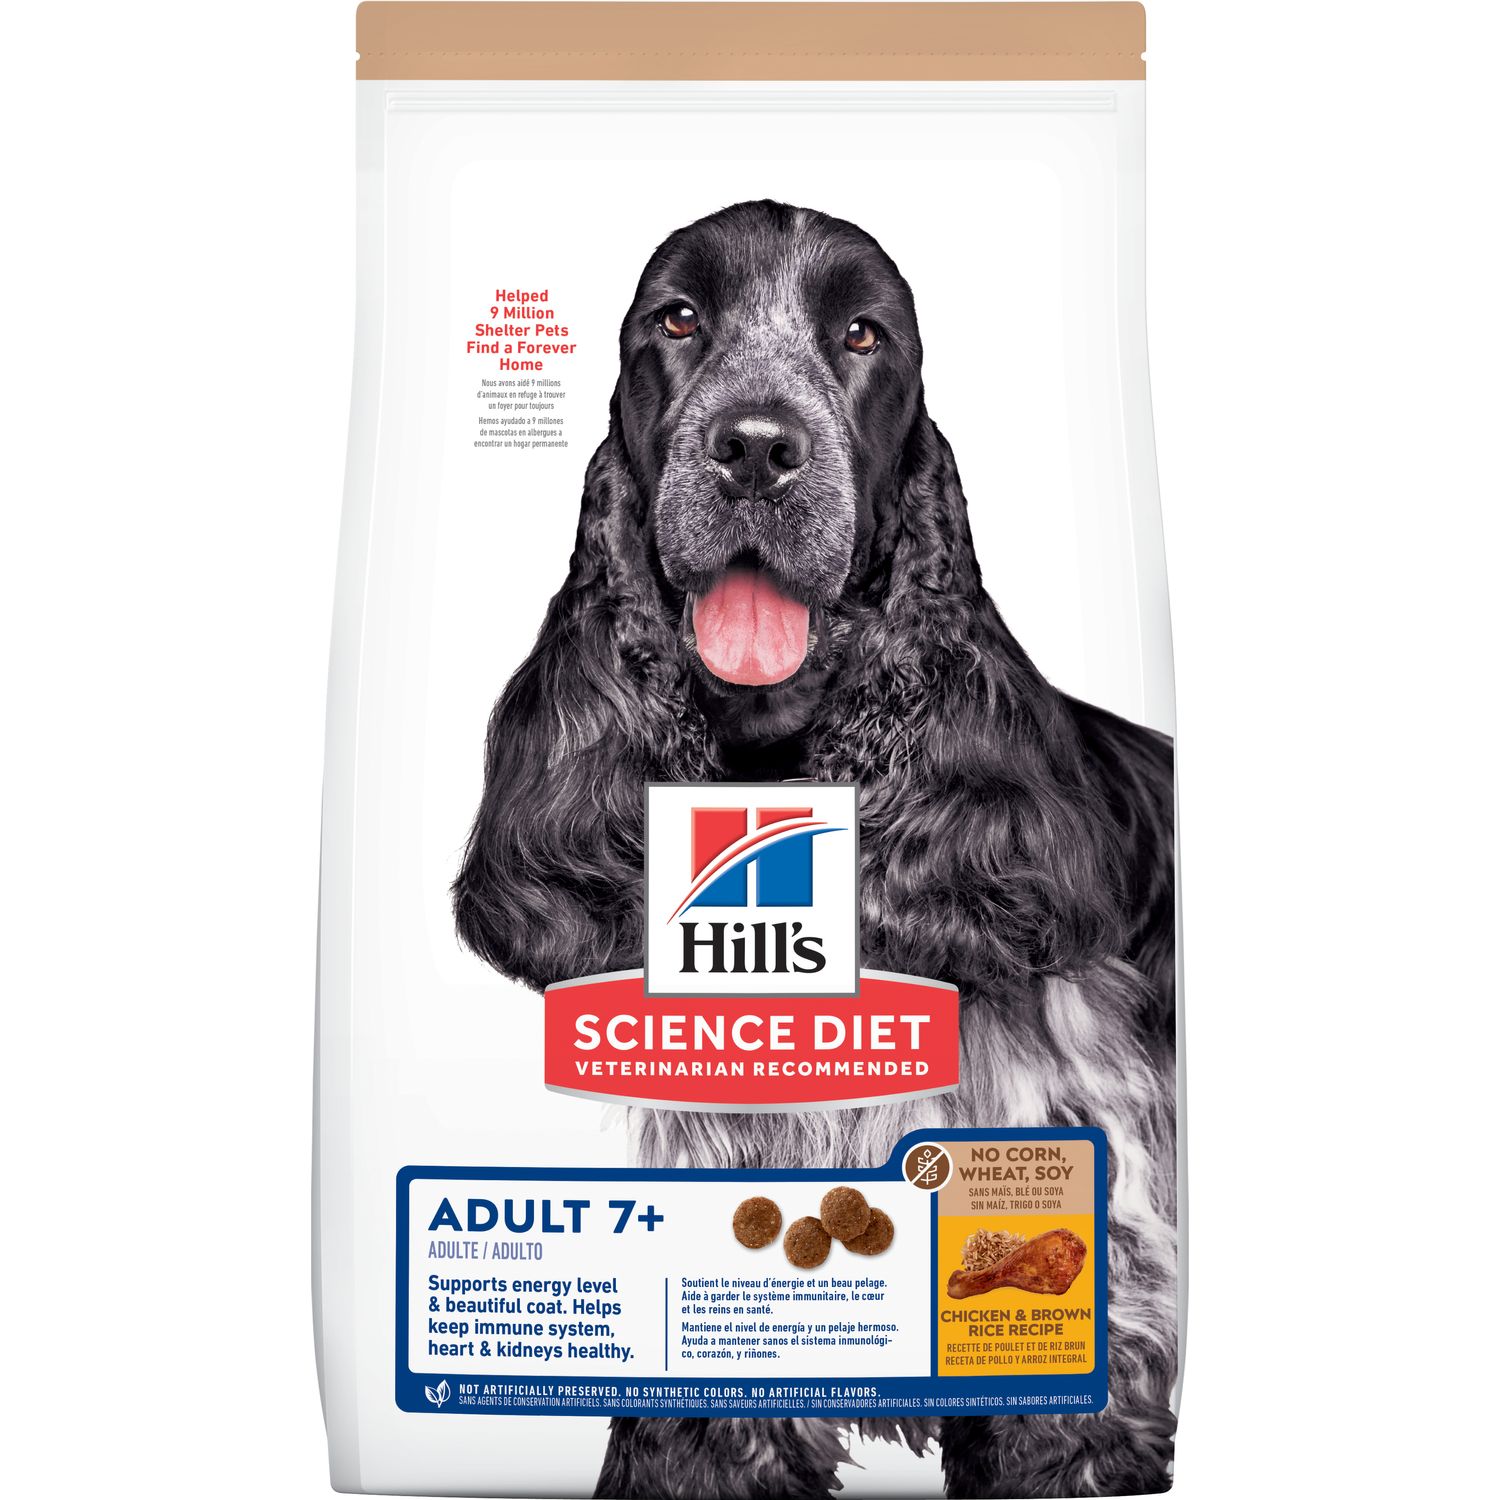 Helped
9 Million
Shelter Pets
Find a Forever
Home
Nous avons aidé 9 millions
d'animaux en refuge à trouver
un foyer pour toujours
Hemos ayudado a 9 millones
de mascotas en albergues a
encontrar un hogar permanente
Hill's
SCIENCE DIET
VETERINARIAN RECOMMENDED
NO CORN,
WHEAT, SOY
SANS MAÏS, BLÉ OU SOYA
SIN MAÍZ, TRIGO O SOYA
ADULT 7+
ADULTE / ADULTO
Supports energy level
& beautiful coat. Helps
keep immune system,
heart & kidneys healthy.
Soutient le niveau d'énergie et un beau pelage.
Aide à garder le système immunitaire, le cœur
et les reins en santé.
Mantiene el nivel de energía y un pelaje hermoso.
Ayuda a mantener sanos el sistema inmunológi-
co, corazón, y riñones.
CHICKEN & BROWN
RICE RECIPE
RECETTE DE POULET ET DE RIZ BRUN
RECETA DE POLLO Y ARROZ INTEGRAL
NOT ARTIFICIALLY PRESERVED. NO SYNTHETIC COLORS. NO ARTIFICIAL FLAVORS.
SANS AGENTS DE CONSERVATION ARTIFICIELS. SANS COLORANTS SYNTHÉTIQUES. SANS SAVEURS ARTIFICIELLES. / SIN CONSERVADORES ARTIFICIALES. SIN COLORES SINTÉTICOS. SIN SABORES ARTIFICIALES.